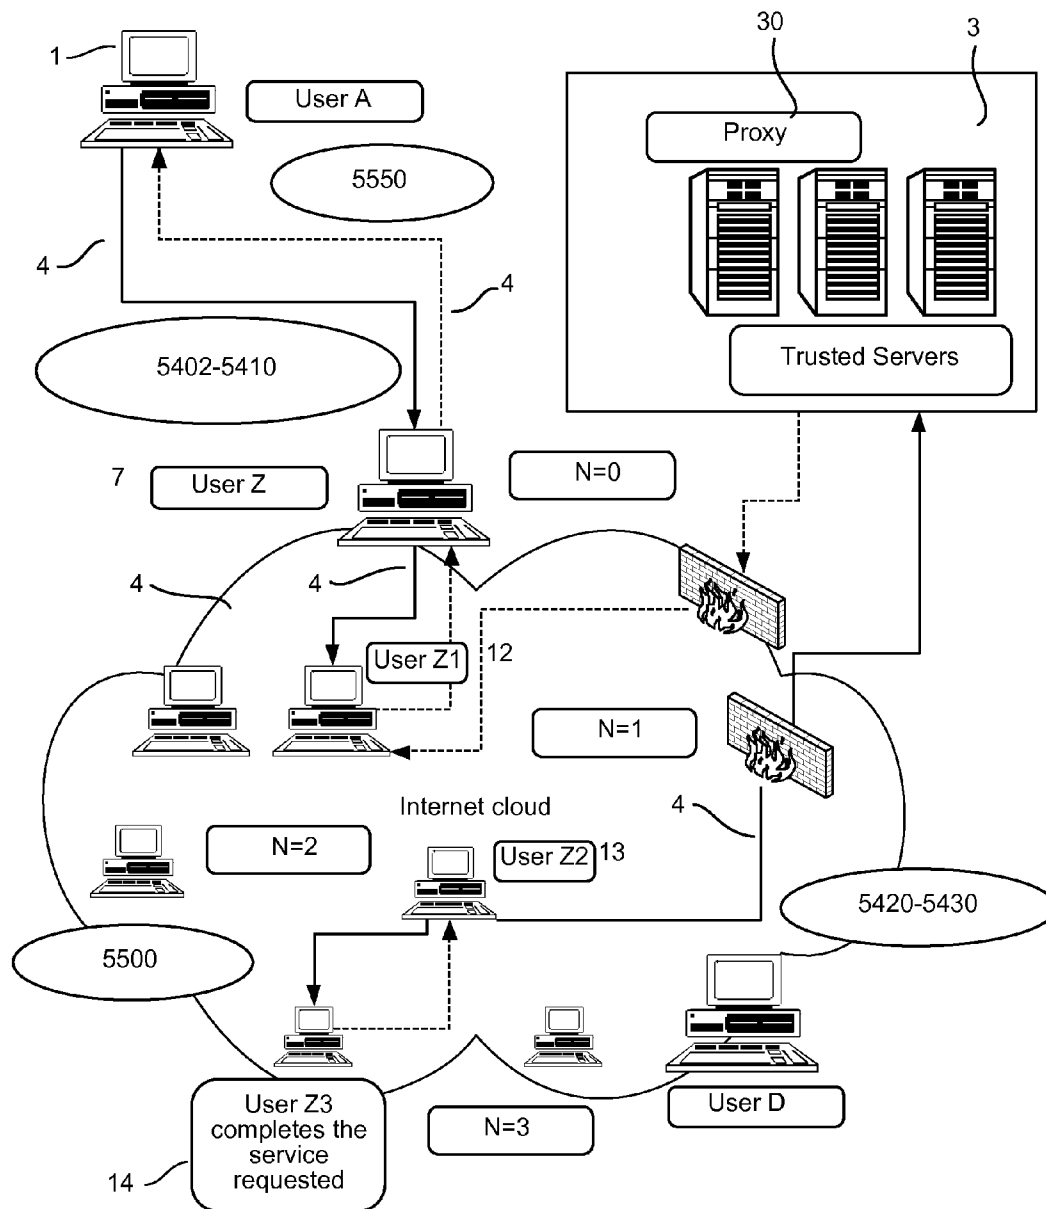 1
User A
30
3
Proxy
5550
4
4
5402-5410
Trusted Servers
7
User Z
N=0
4
4
User Z1
12
N=1
Internet cloud
4
N=2
User Z2
13
5420-5430
5500
User Z3
completes the
service
requested
N=3
User D
14